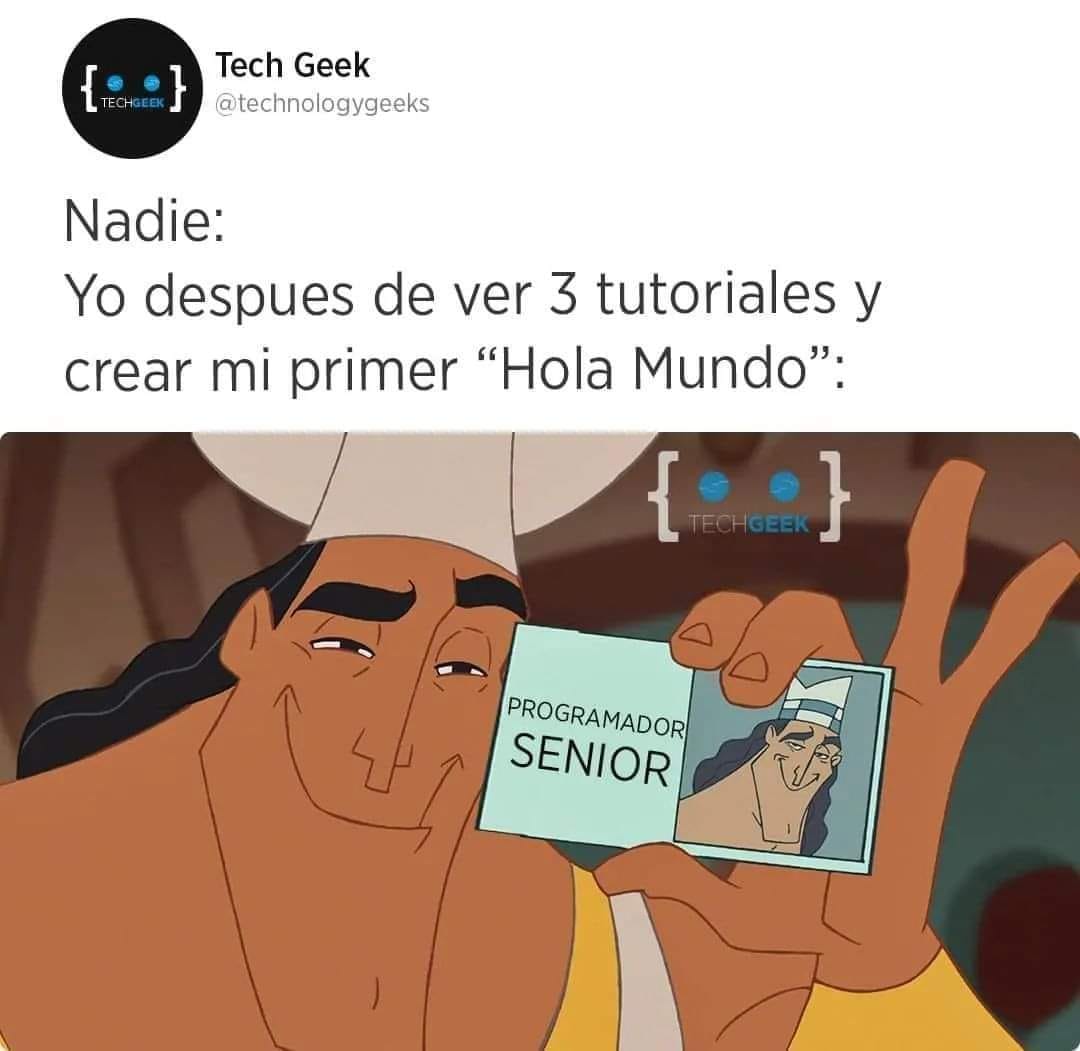 { TECHGEEK }
Tech Geek
@technologygeeks
Nadie:
Yo despues de ver 3 tutoriales y
crear mi primer “Hola Mundo”:
{ TECHGEEK }
PROGRAMADOR
SENIOR